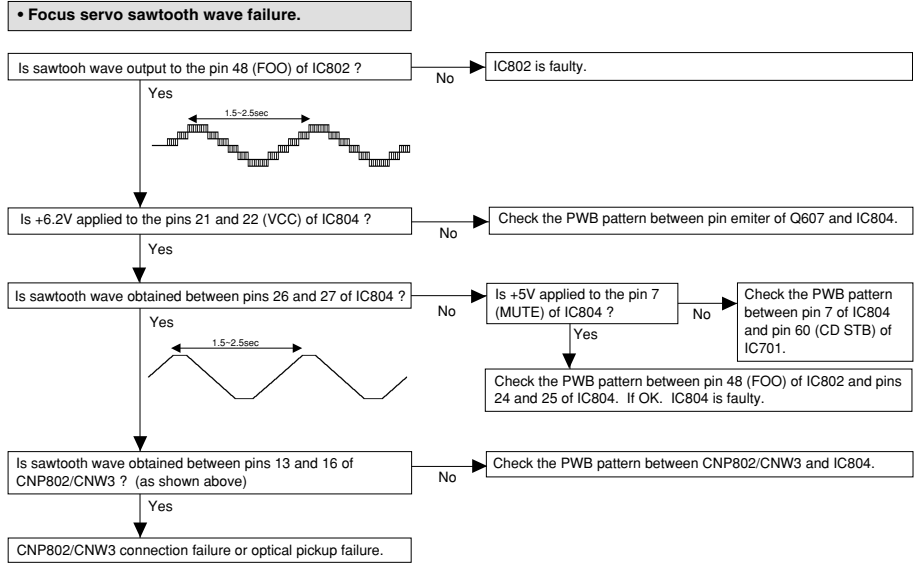 • Focus servo sawtooth wave failure.
Is sawtooh wave output to the pin 48 (FOO) of IC802 ?
No
IC802 is faulty.
Yes
1.5~2.5sec
Is +6.2V applied to the pins 21 and 22 (VCC) of IC804 ?
No
Check the PWB pattern between pin emiter of Q607 and IC804.
Yes
Is sawtooth wave obtained between pins 26 and 27 of IC804 ?
No
Is +5V applied to the pin 7
(MUTE) of IC804 ?
No
Check the PWB pattern
between pin 7 of IC804
and pin 60 (CD STB) of
IC701.
Yes
Yes
1.5~2.5sec
Check the PWB pattern between pin 48 (FOO) of IC802 and pins
24 and 25 of IC804. If OK. IC804 is faulty.
Is sawtooth wave obtained between pins 13 and 16 of
CNP802/CNW3 ? (as shown above)
No
Check the PWB pattern between CNP802/CNW3 and IC804.
Yes
CNP802/CNW3 connection failure or optical pickup failure.